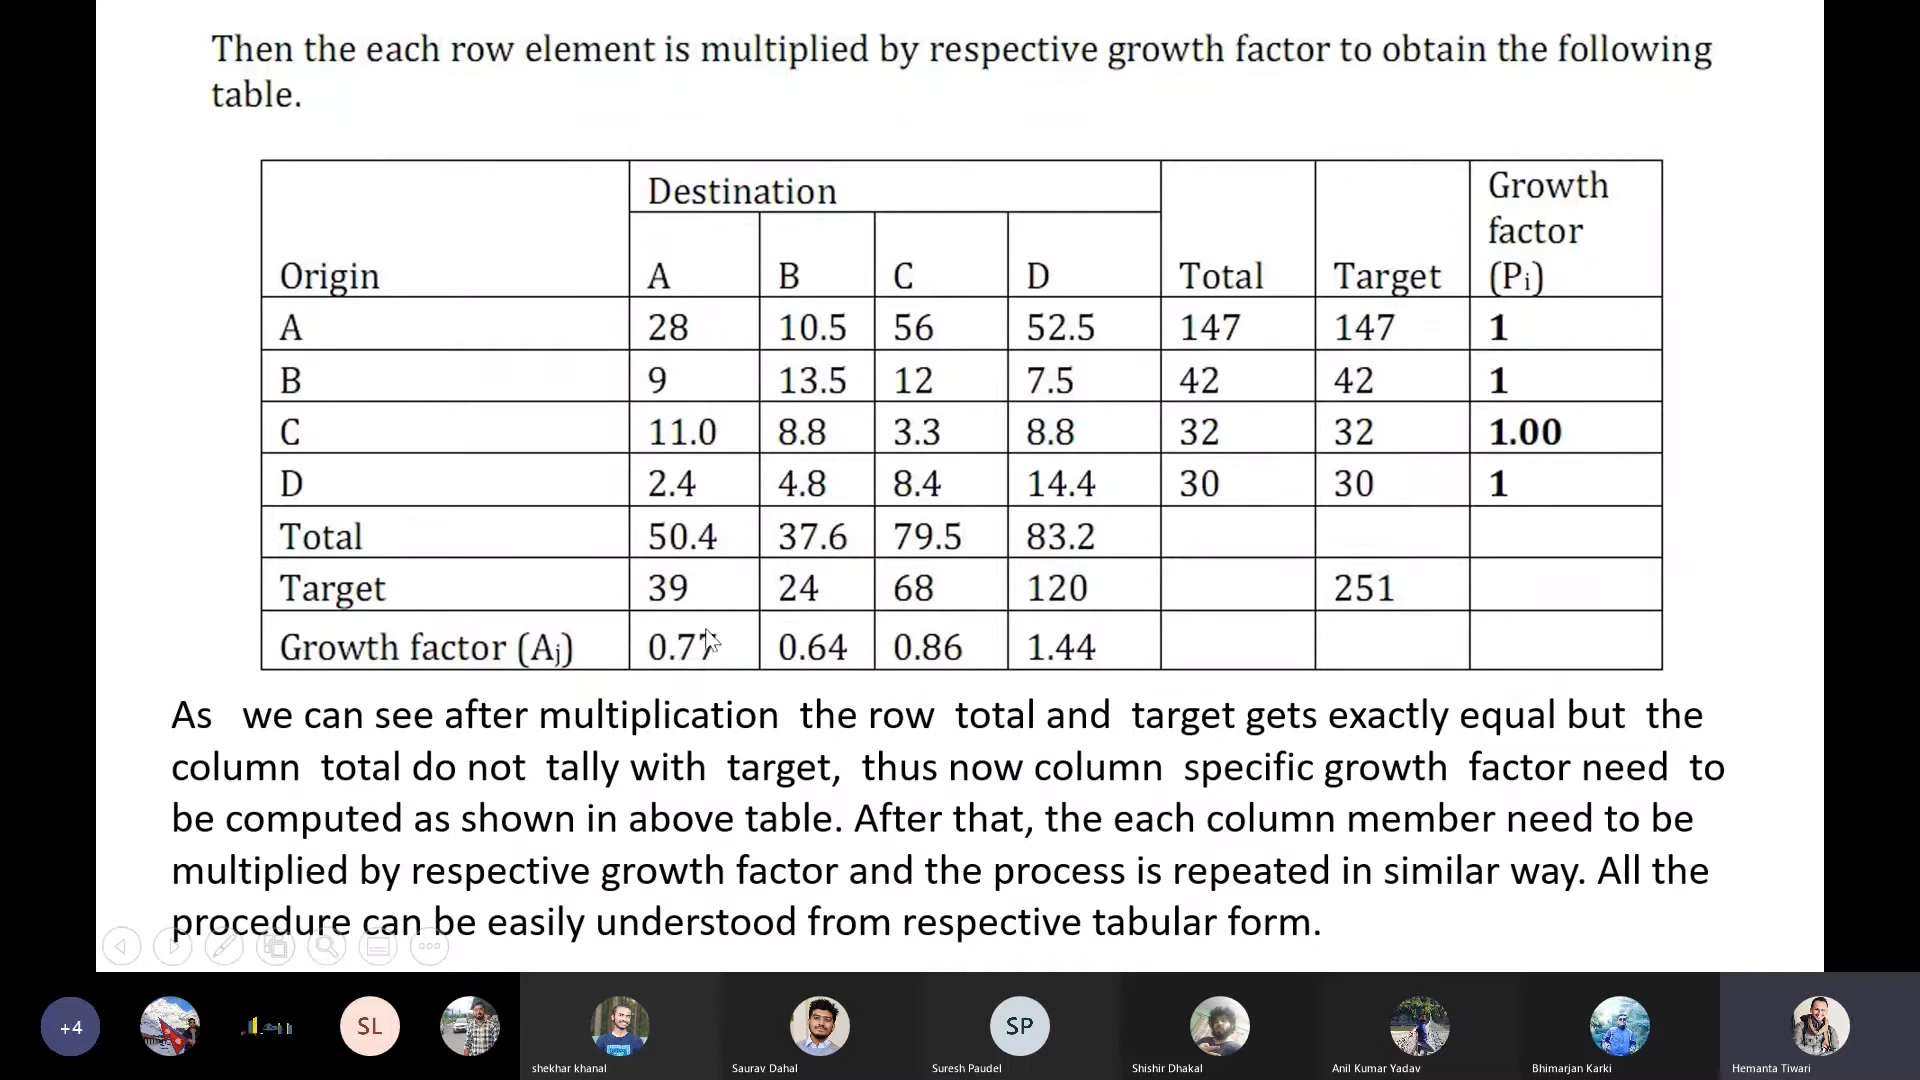 Then the each row element is multiplied by respective growth factor to obtain the following
table.
Destination
Growth
factor
Origin A B C D Total Target (Pi)
A 28 10.5 56 52.5 147 147 1
B 9 13.5 12 7.5 42 42 1
C 11.0 8.8 3.3 8.8 32 32 1.00
D 2.4 4.8 8.4 14.4 30 30 1
Total 50.4 37.6 79.5 83.2
Target 39 24 68 120 251
Growth factor (Aj) 0.77 0.64 0.86 1.44
As we can see after multiplication the row total and target gets exactly equal but the
column total do not tally with target, thus now column specific growth factor need to
be computed as shown in above table. After that, the each column member need to be
multiplied by respective growth factor and the process is repeated in similar way. All the
procedure can be easily understood from respective tabular form.
+4 SL SP
shekhar khanal Saurav Dahal Suresh Paudel Shishir Dhakal Anil Kumar Yadav Bhimarjan Karki Hemanta Tiwari